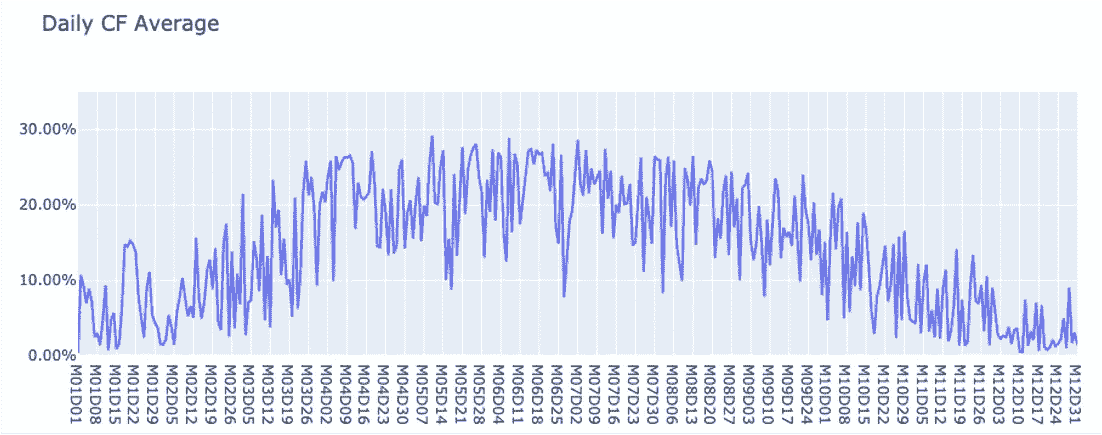 Daily CF Average
30.00%
20.00%
10.00%
0.00%
M01D01
M01D08
M01D15
M01D22
M01D29
M02D05
M02D12
M02D19
M02D26
M03D05
M03D12
M03D19
M03D26
M04D02
M04D09
M04D16
M04D23
M04D30
M05D07
M05D14
M05D21
M05D28
M06D04
M06D11
M06D18
M06D25
M07D02
M07D09
M07D16
M07D23
M07D30
M08D06
M08D13
M08D20
M08D27
M09D03
M09D10
M09D17
M09D24
M10D01
M10D08
M10D15
M10D22
M10D29
M11D05
M11D12
M11D19
M11D26
M12D03
M12D10
M12D17
M12D24
M12D31